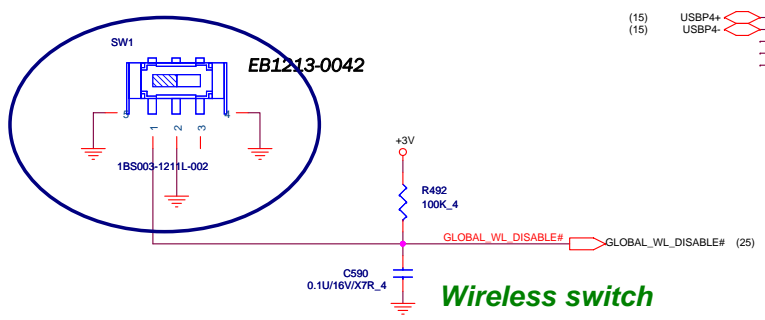 (15) USBP4+
(15) USBP4-
SW1
EB1213-0042
5 4
1 2 3
1BS003-1211L-002
+3V
R492
100K_4
GLOBAL_WL_DISABLE# GLOBAL_WL_DISABLE# (25)
C590
0.1U/16V/X7R_4
Wireless switch